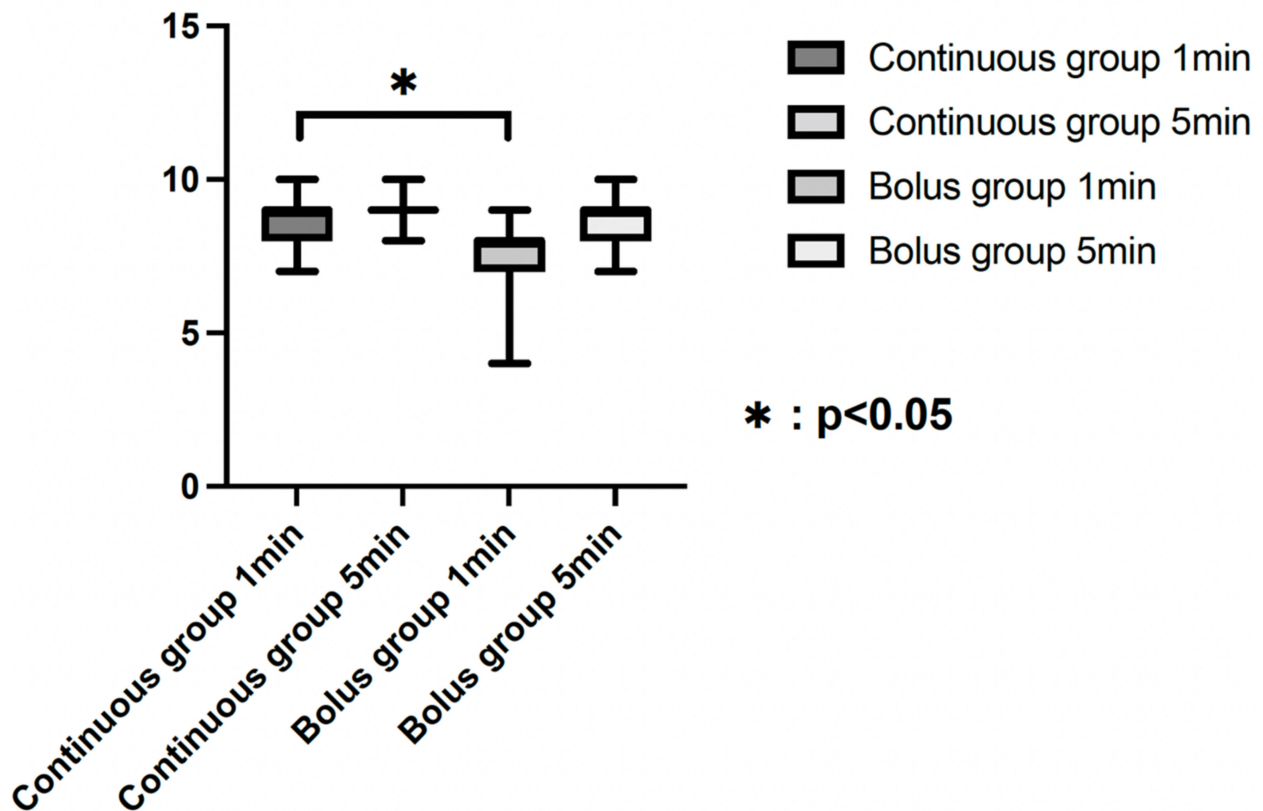 15
10
5
0
*
Continuous group 1min
Continuous group 5min
Bolus group 1min
Bolus group 5min
Continuous group 1min
Continuous group 5min
Bolus group 1min
Bolus group 5min
* : p<0.05